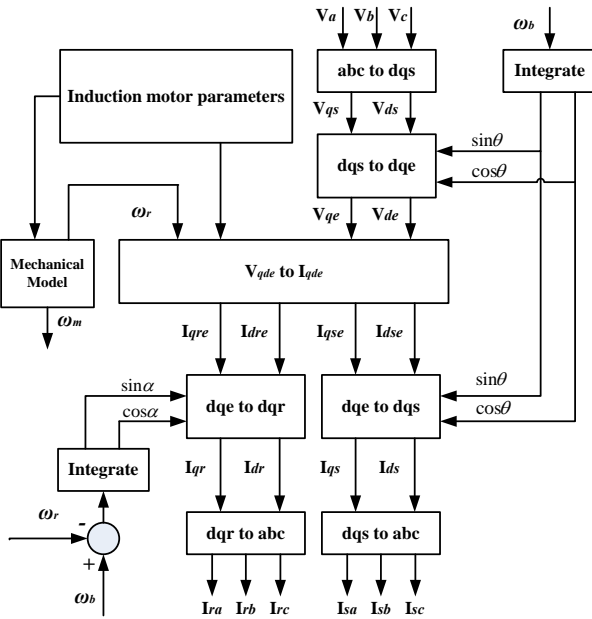 Va Vb Vc
ωb
abc to dqs
Integrate
Induction motor parameters
Vqs Vds
sinθ
dqs to dqe
cosθ
ωr
Vqe Vde
Mechanical
Model
Vqde to Iqde
ωm
Iqre Idre Iqse Idse
sinα
sinθ
dqe to dqr
dqe to dqs
cosα
cosθ
Integrate
Iqr Idr Iqs Ids
ωr
-
dqr to abc
dqs to abc
+
ωb
Ira Irb Irc Isa Isb Isc